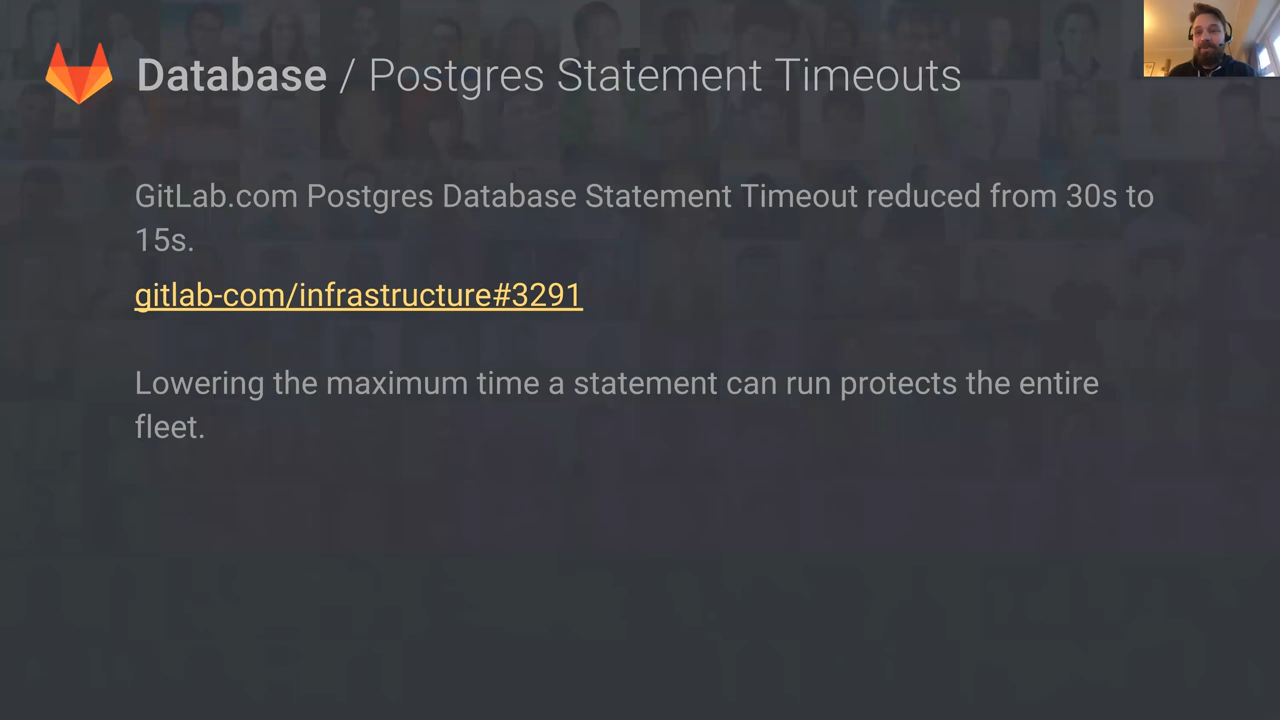 Database / Postgres Statement Timeouts
GitLab.com Postgres Database Statement Timeout reduced from 30s to
15s.
gitlab-com/infrastructure#3291
Lowering the maximum time a statement can run protects the entire
fleet.